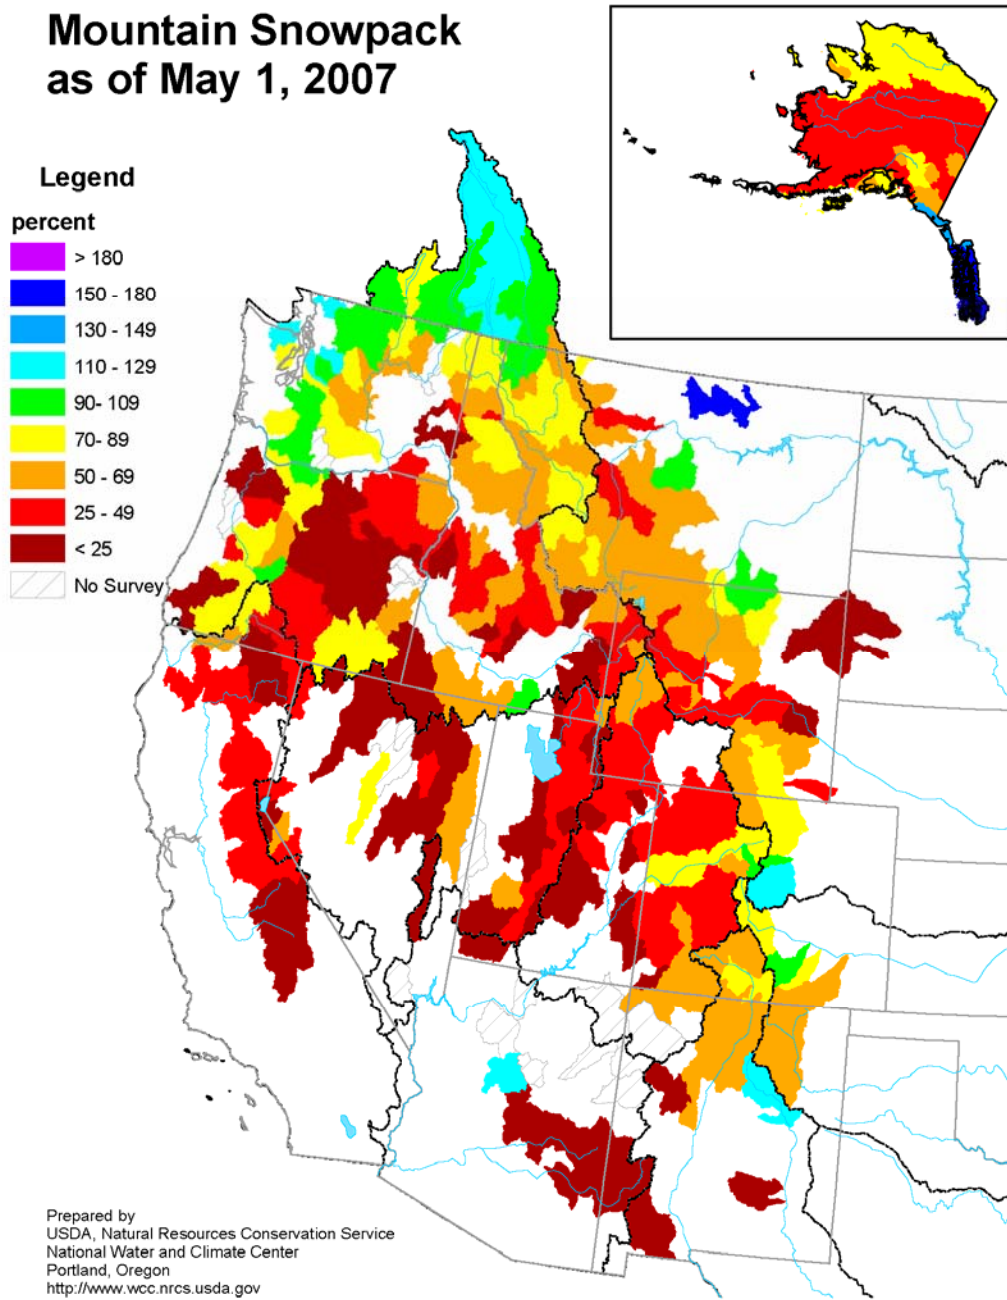 Mountain Snowpack
as of May 1, 2007
Legend
percent
> 180
150 - 180
130 - 149
110 - 129
90- 109
70- 89
50 - 69
25 - 49
< 25
No Survey
Prepared by
USDA, Natural Resources Conservation Service
National Water and Climate Center
Portland, Oregon
http://www.wcc.nrcs.usda.gov